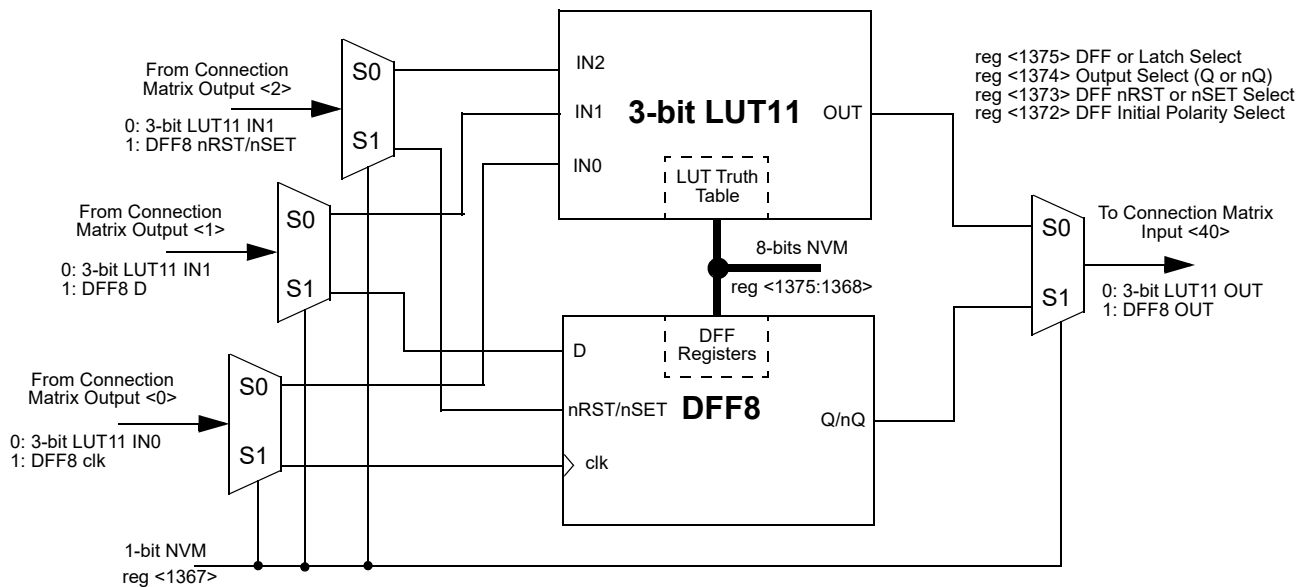 From Connection
Matrix Output <2>
0: 3-bit LUT11 IN1
1: DFF8 nRST/nSET
S0
S1
From Connection
Matrix Output <1>
0: 3-bit LUT11 IN1
1: DFF8 D
S0
S1
From Connection
Matrix Output <0>
0: 3-bit LUT11 IN0
1: DFF8 clk
S0
S1
1-bit NVM
reg <1367>
IN2
IN1
IN0
3-bit LUT11
OUT
LUT Truth
Table
8-bits NVM
reg <1375:1368>
DFF
Registers
D
nRST/nSET
clk
DFF8
Q/nQ
reg <1375> DFF or Latch Select
reg <1374> Output Select (Q or nQ)
reg <1373> DFF nRST or nSET Select
reg <1372> DFF Initial Polarity Select
S0
S1
To Connection Matrix
Input <40>
0: 3-bit LUT11 OUT
1: DFF8 OUT